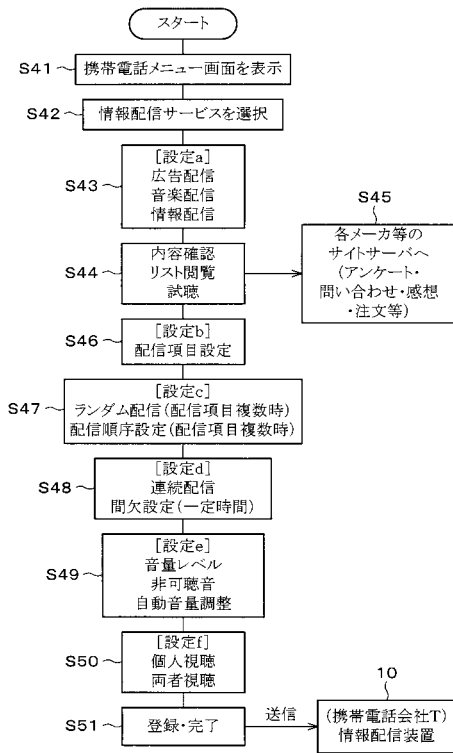 スタート
S41
携帯電話メニュー画面を表示
S42
情報配信サービスを選択
S43
[設定a]
広告配信
音楽配信
情報配信
S44
内容確認
リスト閲覧
試聴
S45
各メーカ等の
サイトサーバへ
(アンケート・
問い合わせ・感想
・注文等)
S46
[設定b]
配信項目設定
S47
[設定c]
ランダム配信(配信項目複数時)
配信順序設定(配信項目複数時)
S48
[設定d]
連続配信
間欠設定(一定時間)
S49
[設定e]
音量レベル
非可聴音
自動音量調整
S50
[設定f]
個人視聴
両者視聴
S51
登録・完了
送信
10
(携帯電話会社T)
情報配信装置